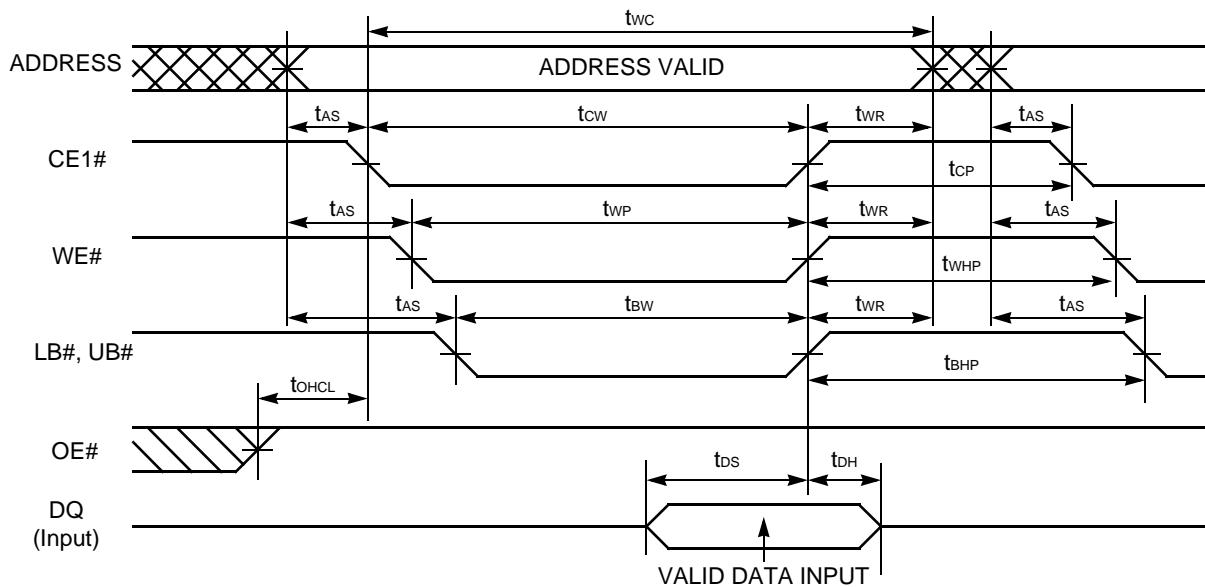 tWC
ADDRESS
ADDRESS VALID
tAS
tCW
tWR
tAS
CE1#
tCP
tAS
tWP
tWR
tAS
WE#
tWHP
tAS
tBW
tWR
tAS
LB#, UB#
tBHP
tOHCL
OE#
tDS
tDH
DQ
(Input)
VALID DATA INPUT